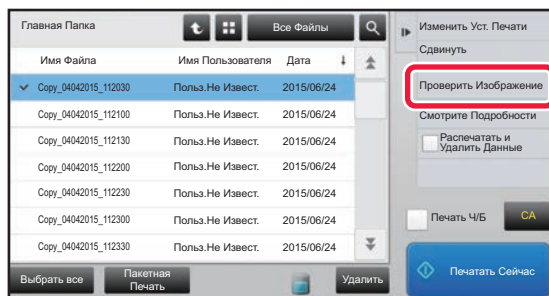 Главная Папка
Все Файлы
Имя Файла Имя Пользователя Дата
Copy_04042015_112030 Польз.Не Извест. 2015/06/24
Copy_04042015_112100 Польз.Не Извест. 2015/06/24
Copy_04042015_112130 Польз.Не Извест. 2015/06/24
Copy_04042015_112200 Польз.Не Извест. 2015/06/24
Copy_04042015_112230 Польз.Не Извест. 2015/06/24
Copy_04042015_112300 Польз.Не Извест. 2015/06/24
Copy_04042015_112330 Польз.Не Извест. 2015/06/24
Выбрать все
Пакетная
Печать
Удалить
Изменить Уст. Печати
Сдвинуть
Проверить Изображение
Смотрите Подробности
Распечатать и
Удалить Данные
Печать Ч/Б
CA
Печатать Сейчас